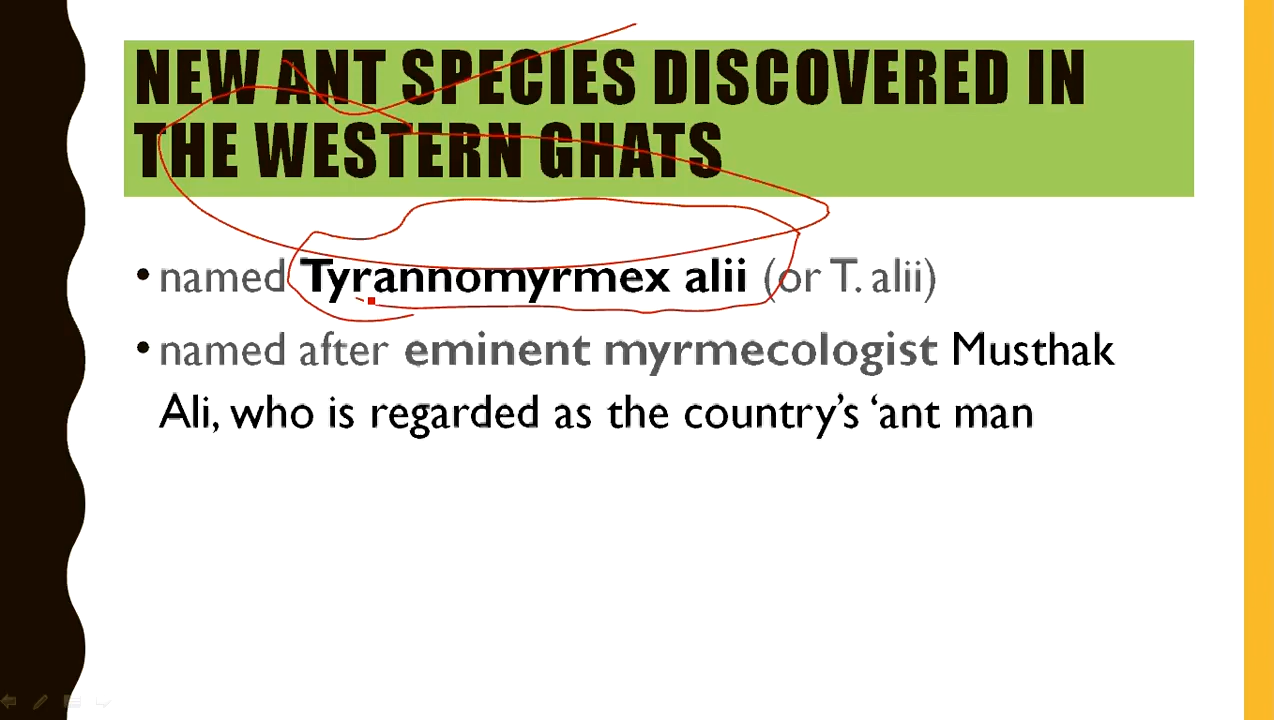 NEW ANT SPECIES DISCOVERED IN
THE WESTERN GHATS
• named Tyrannomyrmex alii (or T. alii)
• named after eminent myrmecologist Musthak
Ali, who is regarded as the country’s ‘ant man